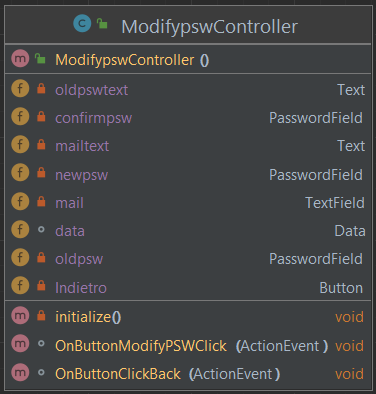 C ModifypswController
m ModifypswController ()
f oldpswtext Text
f confirmpsw PasswordField
f mailtext Text
f newpsw PasswordField
f mail TextField
f data Data
f oldpsw PasswordField
f Indietro Button
m initialize() void
m OnButtonModifyPSWClick (ActionEvent ) void
m OnButtonClickBack (ActionEvent ) void